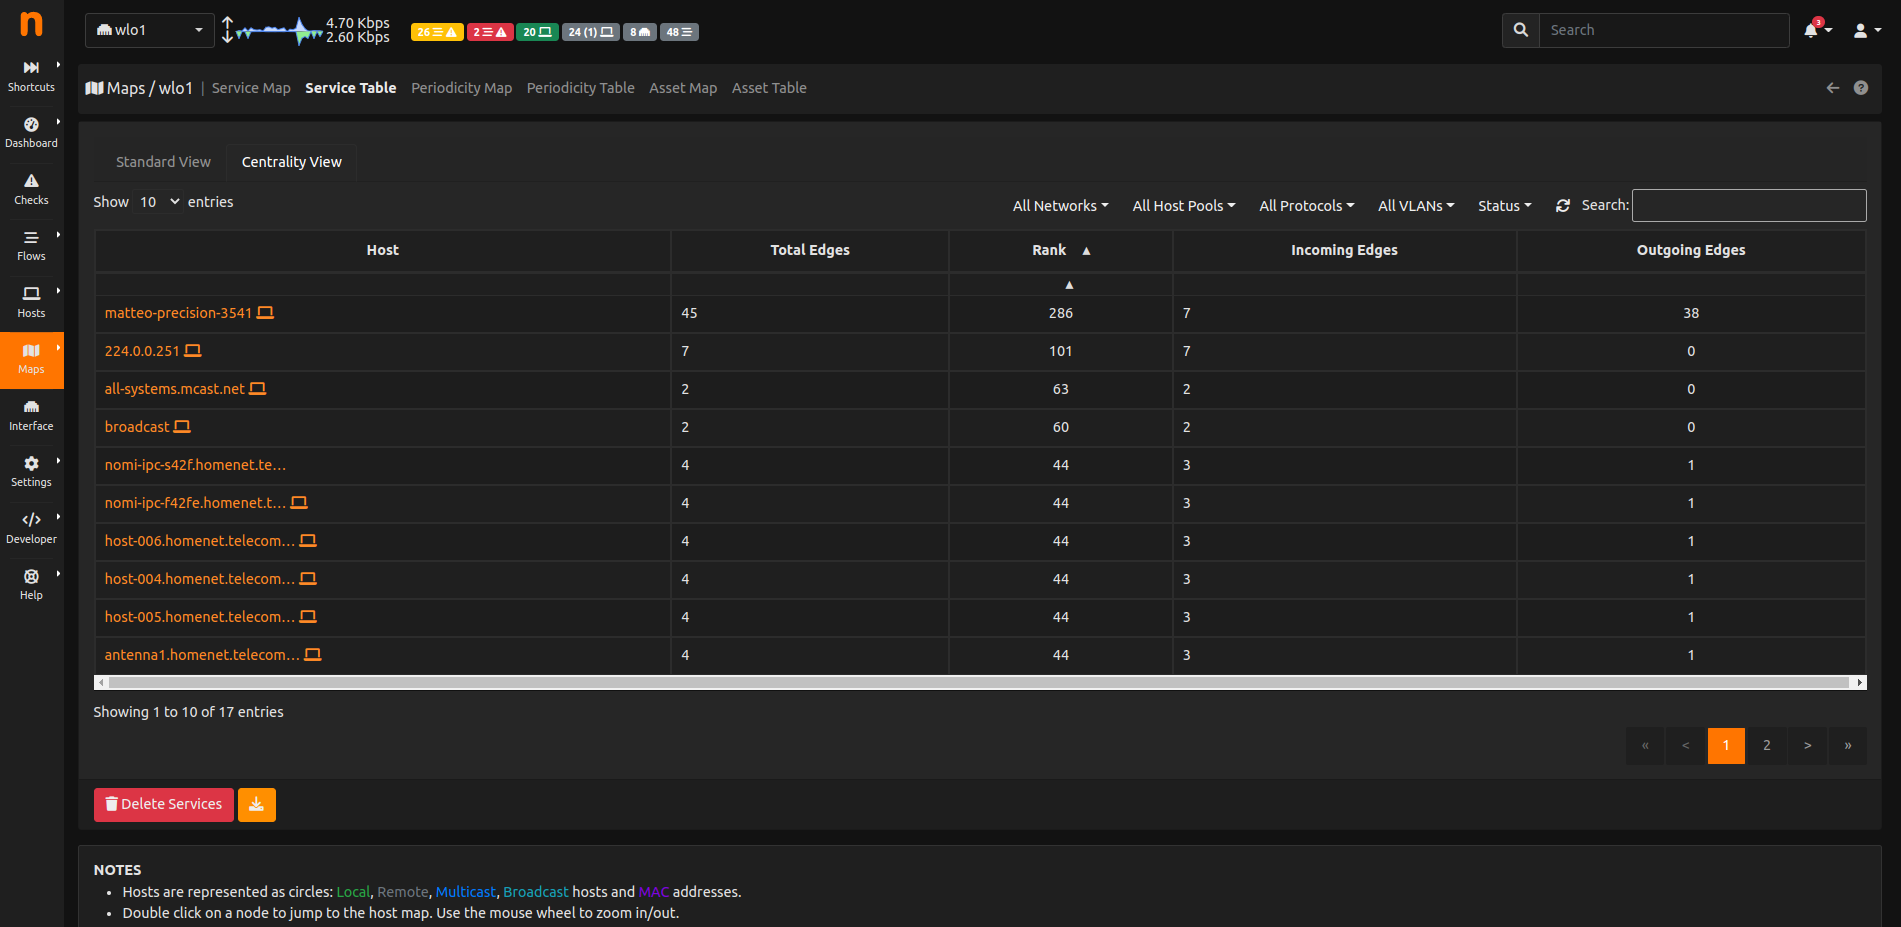 n
wlo1
4.70 Kbps
2.60 Kbps
26
2
20
24 (1)
8
48
Search
3
Shortcuts
Dashboard
Checks
Flows
Hosts
Maps
Interface
Settings
Developer
Help
Maps / wlo1 | Service Map Service Table Periodicity Map Periodicity Table Asset Map Asset Table
Standard View Centrality View
Show 10 entries
All Networks All Host Pools All Protocols All VLANs Status Search:
Host Total Edges Rank Incoming Edges Outgoing Edges
matteo-precision-3541 45 286 7 38
224.0.0.251 7 101 7 0
all-systems.mcast.net 2 63 2 0
broadcast 2 60 2 0
nomi-ipc-s42f.homenet.te... 4 44 3 1
nomi-ipc-f42fe.homenet.t... 4 44 3 1
host-006.homenet.telecom... 4 44 3 1
host-004.homenet.telecom... 4 44 3 1
host-005.homenet.telecom... 4 44 3 1
antenna1.homenet.telecom... 4 44 3 1
Showing 1 to 10 of 17 entries
« < 1 2 > »
Delete Services
NOTES
• Hosts are represented as circles: Local, Remote, Multicast, Broadcast hosts and MAC addresses.
• Double click on a node to jump to the host map. Use the mouse wheel to zoom in/out.